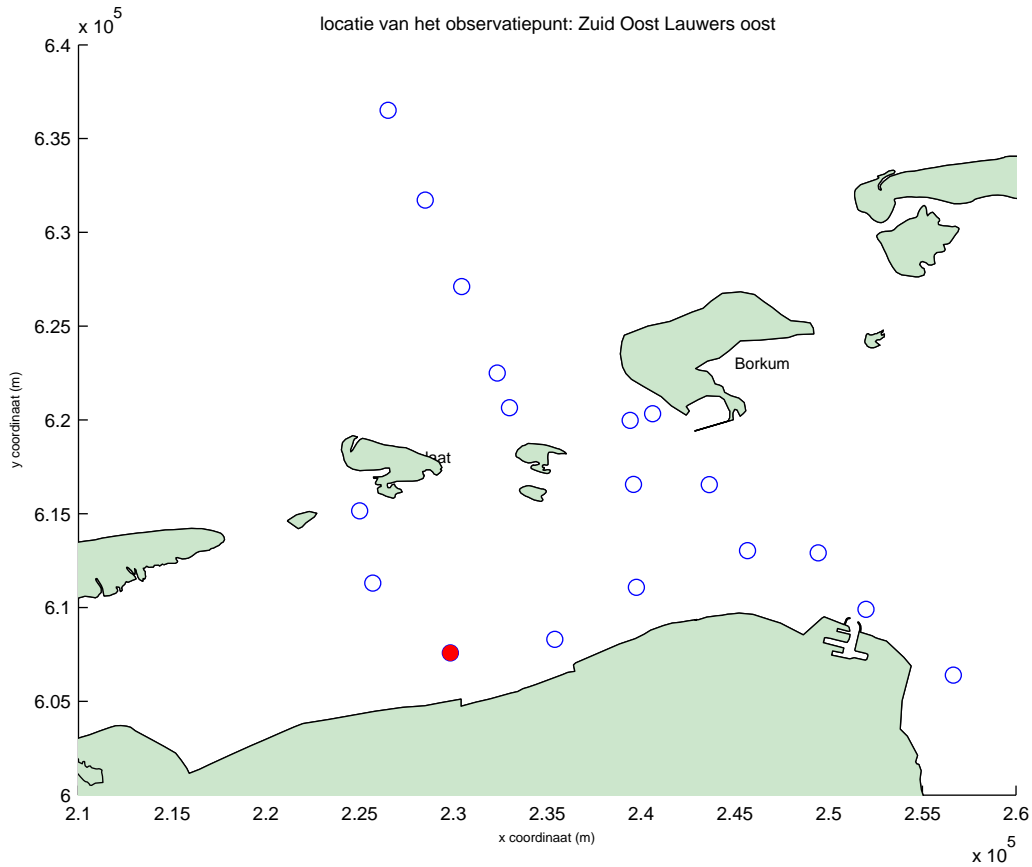 locatie van het observatiepunt: Zuid Oost Lauwers oost
x 10^5
6.4
6.35
6.3
6.25
6.2
6.15
6.1
6.05
6
y coordinaat (m)
Borkum
2.1 2.15 2.2 2.25 2.3 2.35 2.4 2.45 2.5 2.55 2.6
x coordinaat (m)
x 10^5